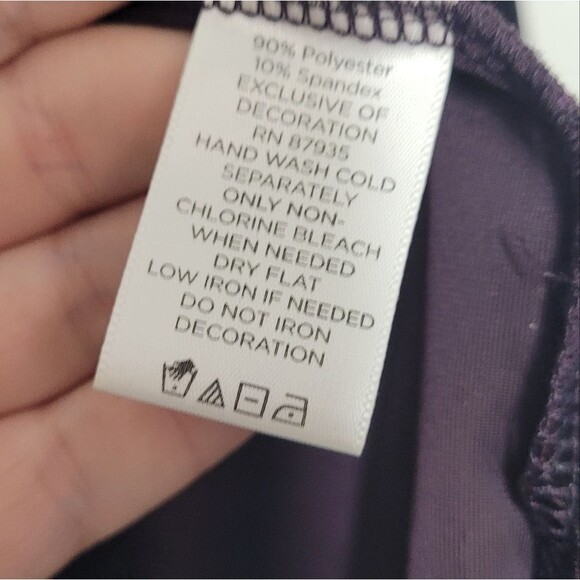 90% Polyester
10% Spandex
EXCLUSIVE OF
DECORATION
RN 87935
HAND WASH COLD
SEPARATELY
ONLY NON-
CHLORINE BLEACH
WHEN NEEDED
DRY FLAT
LOW IRON IF NEEDED
DO NOT IRON
DECORATION